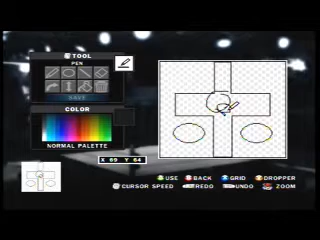 TOOL
PEN
SAVE
COLOR
NORMAL PALETTE
X 69 Y 64
A USE B BACK X GRID Y DROPPER
CURSOR SPEED REDO UNDO ZOOM